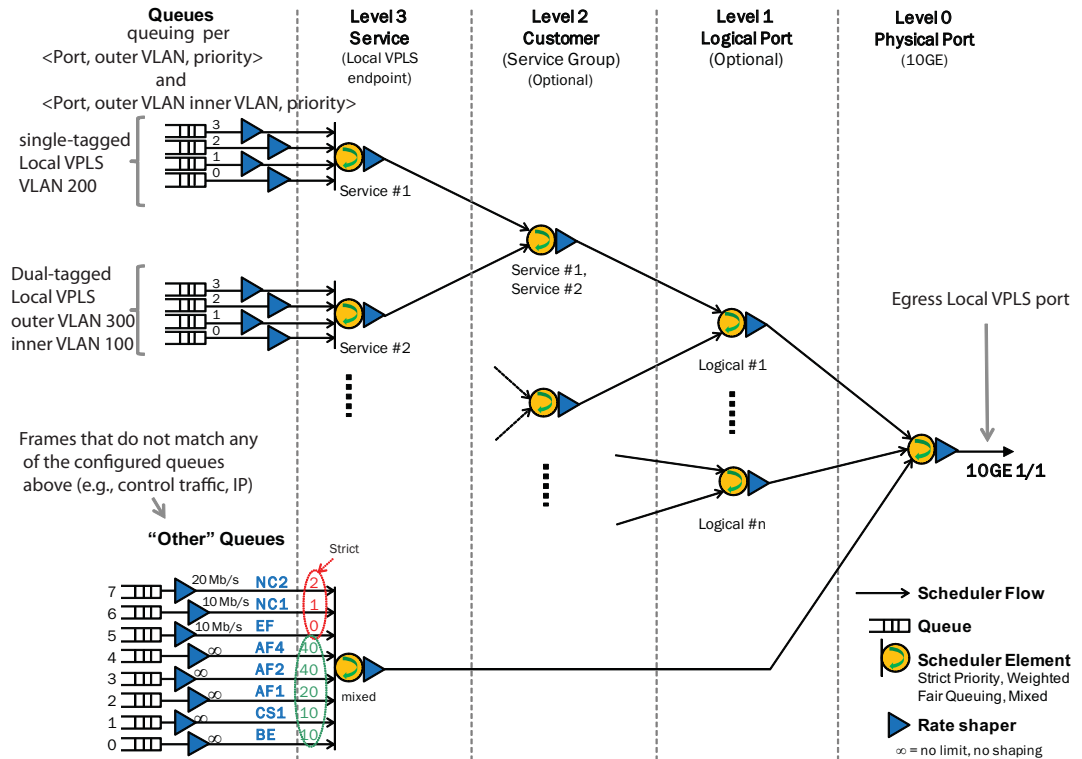 Queues
queuing per
<Port, outer VLAN, priority>
and
<Port, outer VLAN inner VLAN, priority>
Level 3
Service
(Local VPLS
endpoint)
Level 2
Customer
(Service Group)
(Optional)
Level 1
Logical Port
(Optional)
Level 0
Physical Port
(10GE)
single-tagged
Local VPLS
VLAN 200
3
2
1
0
Service #1
Dual-tagged
Local VPLS
outer VLAN 300
inner VLAN 100
3
2
1
0
Service #2
Service #1,
Service #2
Logical #1
Logical #n
Egress Local VPLS port
10GE 1/1
Frames that do not match any
of the configured queues
above (e.g., control traffic, IP)
"Other" Queues
Strict
7 20 Mb/s NC2 2
6 10 Mb/s NC1 1
5 10 Mb/s EF 0
4 ∞ AF4 40
3 ∞ AF2 40
2 ∞ AF1 20
1 ∞ CS1 10
0 ∞ BE 10
mixed
Scheduler Flow
Queue
Scheduler Element
Strict Priority, Weighted
Fair Queuing, Mixed
Rate shaper
∞ = no limit, no shaping